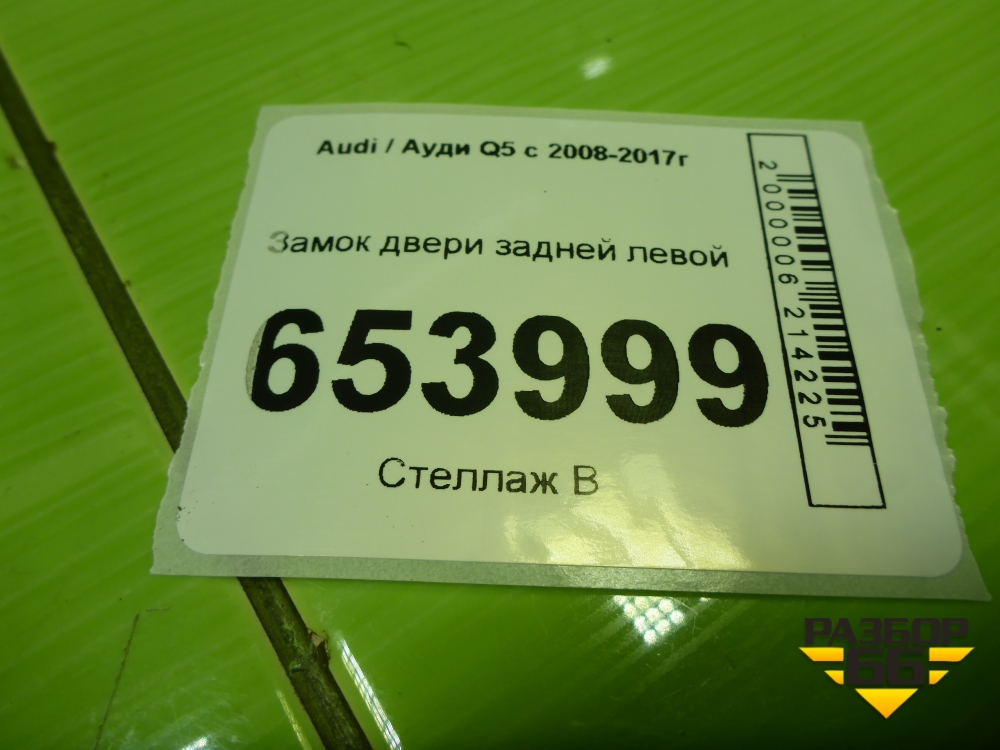 Audi / Ауди Q5 с 2008-2017г
Замок двери задней левой
653999
Стеллаж В
2000006214225
РАЗБОР
66